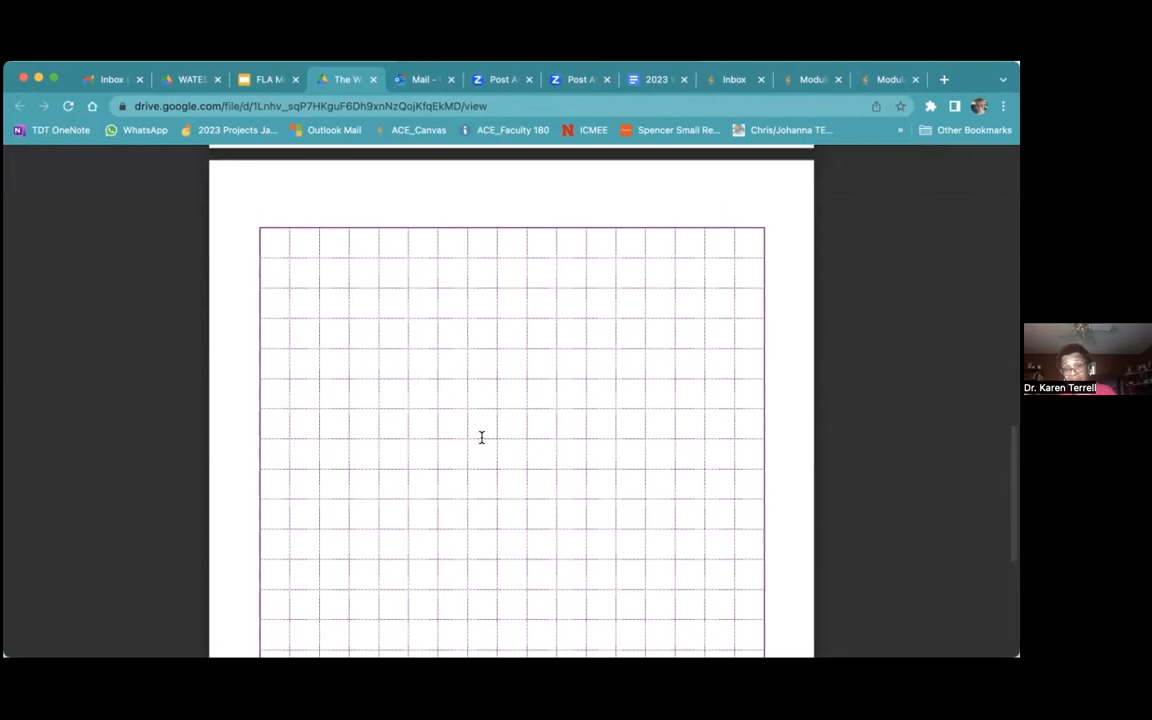 Inbox
WATES
FLA M
The W
Mail -
Post A
Post A
2023
Inbox
Modul
Modul
drive.google.com/file/d/1Lnhv_sqP7HKguF6Dh9xnNzQojKfqEkMD/view
TDT OneNote
WhatsApp
2023 Projects Ja...
Outlook Mail
ACE_Canvas
ACE_Faculty 180
ICMEE
Spencer Small Re...
Chris/Johanna TE...
»
Other Bookmarks
Dr. Karen Terrell